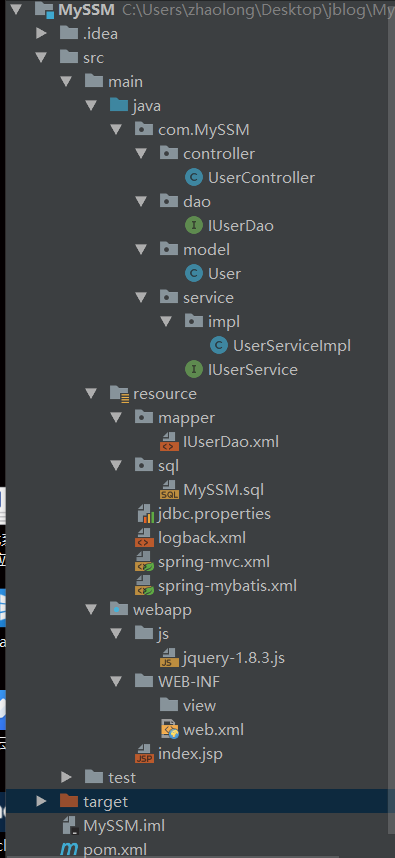 MySSM C:\Users\zhaolong\Desktop\jblog\My
.idea
src
main
java
com.MySSM
controller
UserController
dao
IUserDao
model
User
service
impl
UserServiceImpl
IUserService
resource
mapper
IUserDao.xml
sql
MySSM.sql
jdbc.properties
logback.xml
spring-mvc.xml
spring-mybatis.xml
webapp
js
jquery-1.8.3.js
WEB-INF
view
web.xml
index.jsp
test
target
MySSM.iml
pom.xml